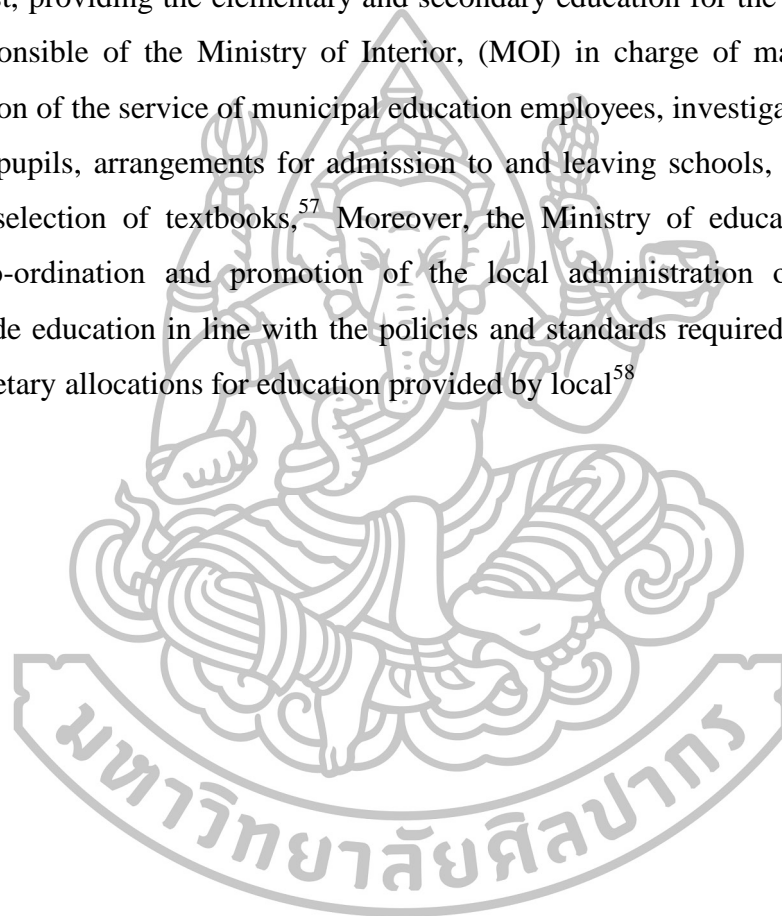 st, providing the elementary and secondary education for the
ponsible of the Ministry of Interior, (MOI) in charge of ma
ion of the service of municipal education employees, investiga
pupils, arrangements for admission to and leaving schools,
selection of textbooks,57 Moreover, the Ministry of educa
o-ordination and promotion of the local administration o
de education in line with the policies and standards required
etary allocations for education provided by local58
มหาวิทยาลัยศิลปากร